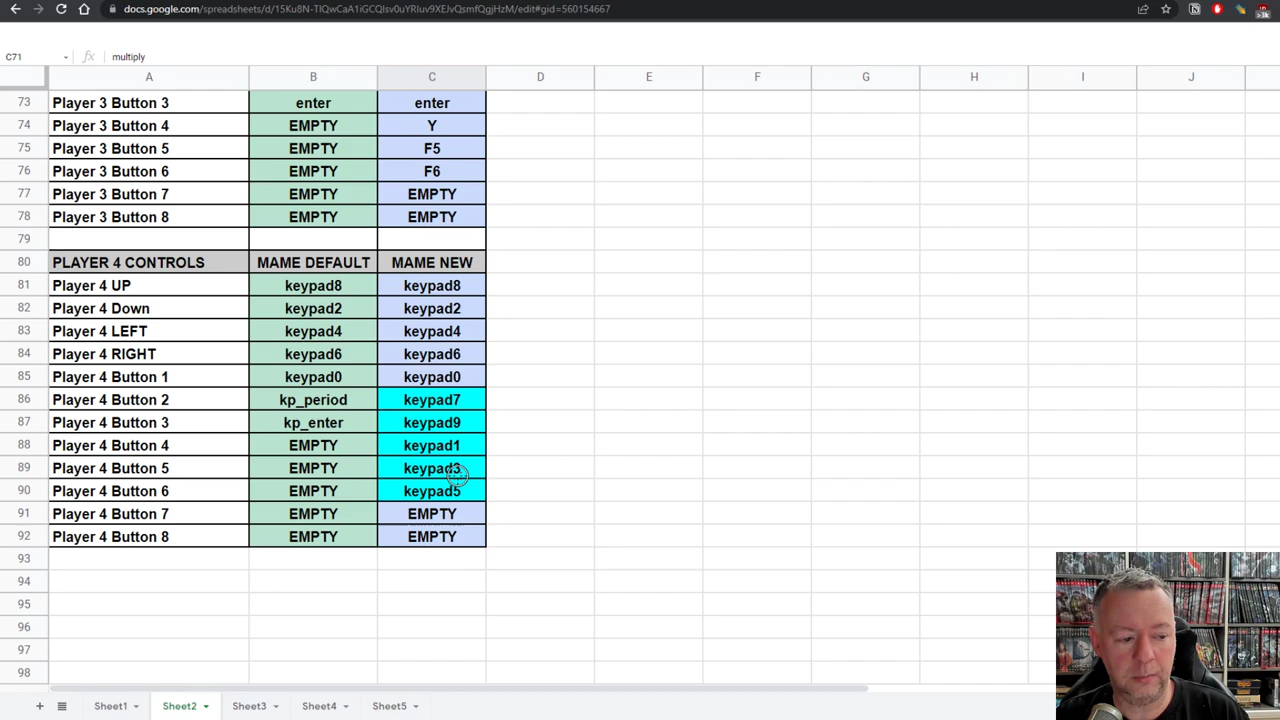 docs.google.com/spreadsheets/d/15Ku8N-TIQwCaA1iGCQIsv0uYRIuv9XEJvQsmfQgjHzM/edit#gid=560154667
C71 fx multiply
A B C D E F G H I J
73 Player 3 Button 3 enter enter
74 Player 3 Button 4 EMPTY Y
75 Player 3 Button 5 EMPTY F5
76 Player 3 Button 6 EMPTY F6
77 Player 3 Button 7 EMPTY EMPTY
78 Player 3 Button 8 EMPTY EMPTY
79
80 PLAYER 4 CONTROLS MAME DEFAULT MAME NEW
81 Player 4 UP keypad8 keypad8
82 Player 4 Down keypad2 keypad2
83 Player 4 LEFT keypad4 keypad4
84 Player 4 RIGHT keypad6 keypad6
85 Player 4 Button 1 keypad0 keypad0
86 Player 4 Button 2 kp_period keypad7
87 Player 4 Button 3 kp_enter keypad9
88 Player 4 Button 4 EMPTY keypad1
89 Player 4 Button 5 EMPTY keypad3
90 Player 4 Button 6 EMPTY keypad5
91 Player 4 Button 7 EMPTY EMPTY
92 Player 4 Button 8 EMPTY EMPTY
93
94
95
96
97
98
Sheet1 Sheet2 Sheet3 Sheet4 Sheet5